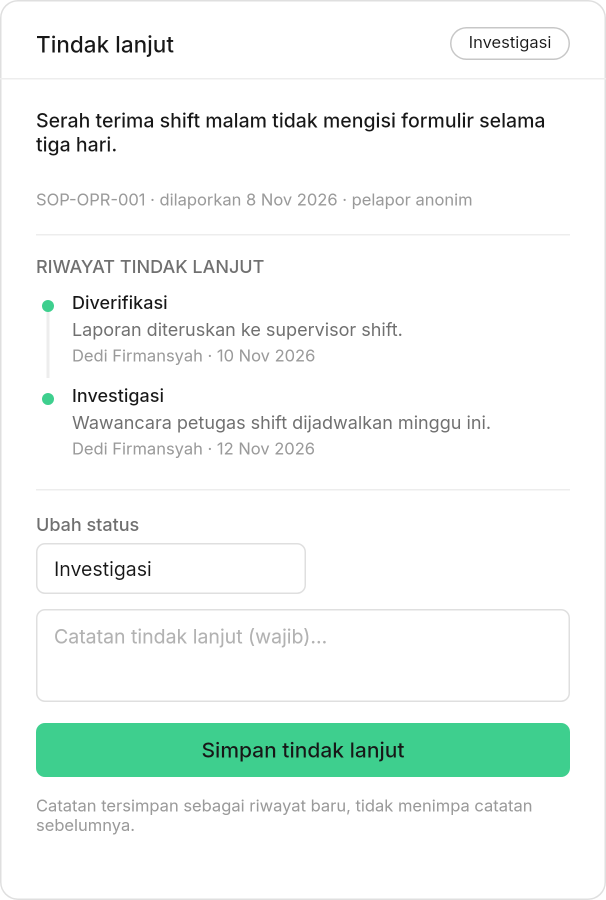 Tindak lanjut
Investigasi
Serah terima shift malam tidak mengisi formulir selama
tiga hari.
SOP-OPR-001 · dilaporkan 8 Nov 2026 · pelapor anonim
RIWAYAT TINDAK LANJUT
Diverifikasi
Laporan diteruskan ke supervisor shift.
Dedi Firmansyah · 10 Nov 2026
Investigasi
Wawancara petugas shift dijadwalkan minggu ini.
Dedi Firmansyah · 12 Nov 2026
Ubah status
Investigasi
Catatan tindak lanjut (wajib)...
Simpan tindak lanjut
Catatan tersimpan sebagai riwayat baru, tidak menimpa catatan
sebelumnya.